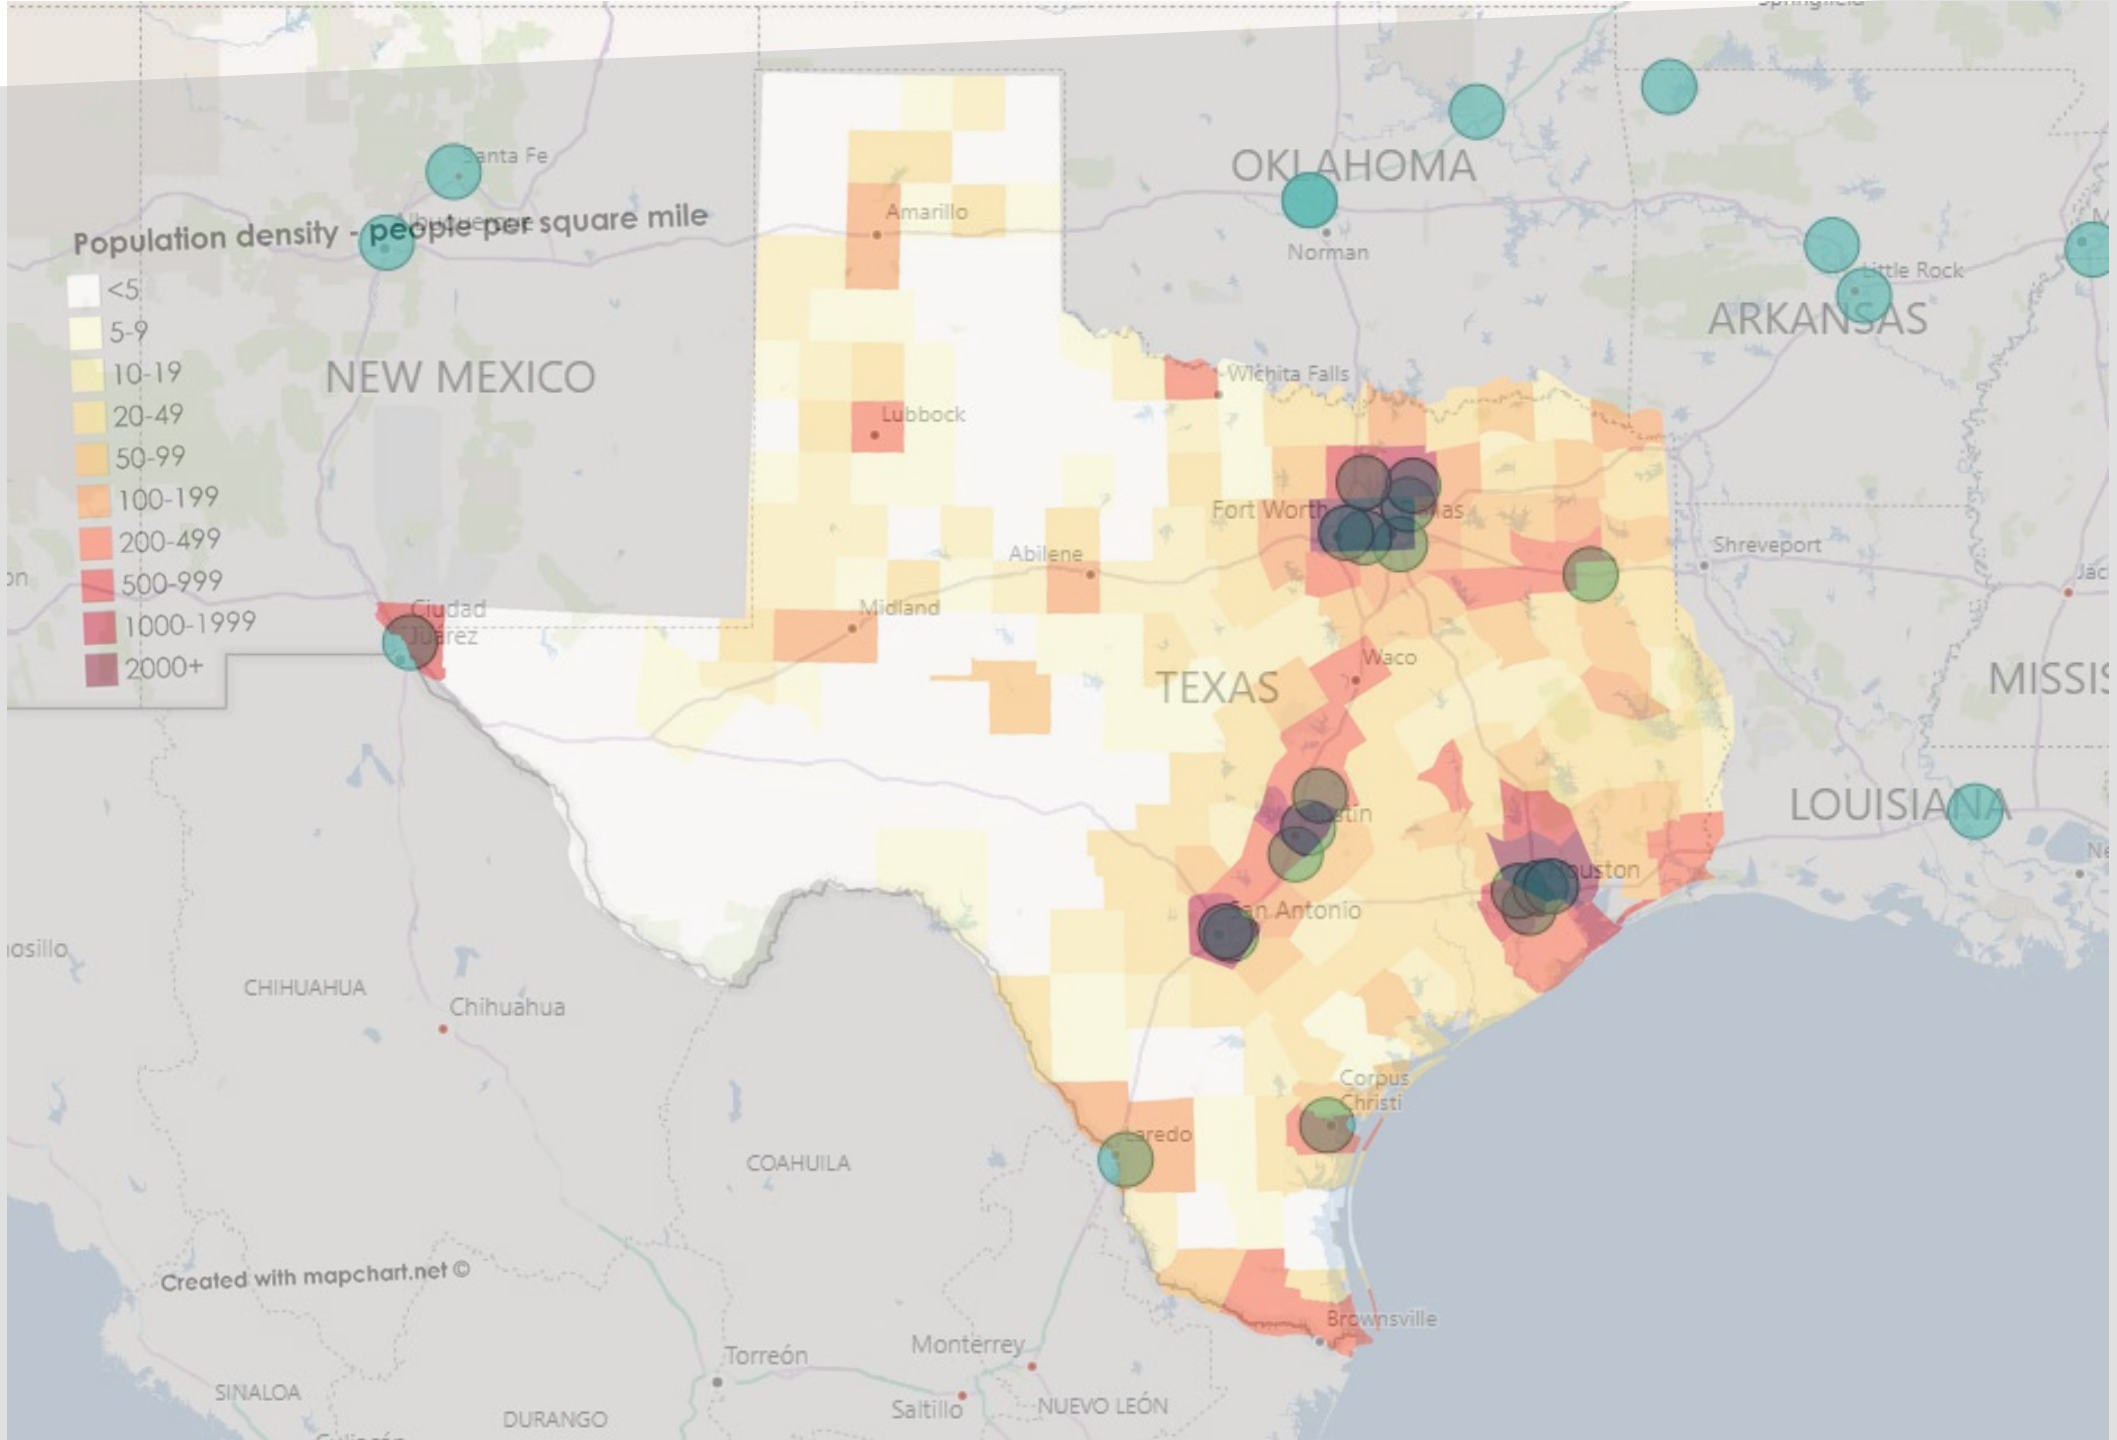 Santa Fe
OKLAHOMA
Amarillo
Population density - people per square mile
Norman
Little Rock
<5
ARKANSAS
5-9
10-19
NEW MEXICO
Wichita Falls
20-49
Lubbock
50-99
100-199
Fort Worth
200-499
Abilene
Shreveport
500-999
Midland
Ciudad
Juárez
1000-1999
Waco
2000+
TEXAS
MISSIS
LOUISIANA
San Antonio
CHIHUAHUA
Chihuahua
Corpus
Christi
Laredo
COAHUILA
Created with mapchart.net ©
Brownsville
Monterrey
Torreón
SINALOA
DURANGO
Saltillo
NUEVO LEÓN